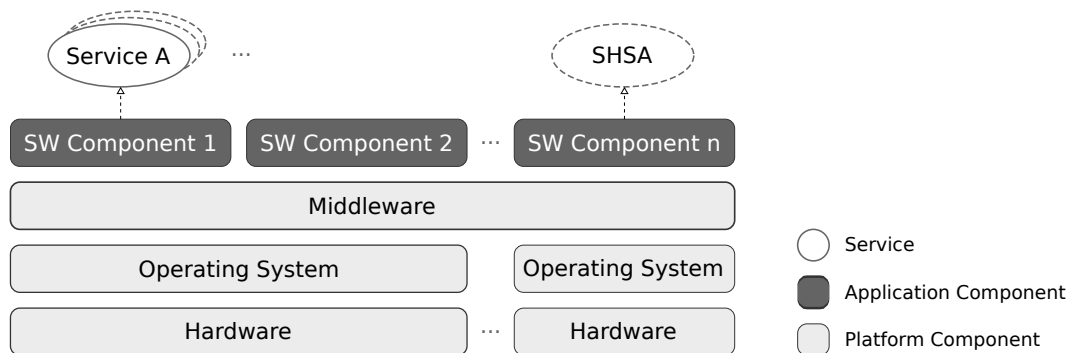 Service A
...
SHSA
SW Component 1
SW Component 2
...
SW Component n
Middleware
Operating System
Operating System
Hardware
...
Hardware
Service
Application Component
Platform Component